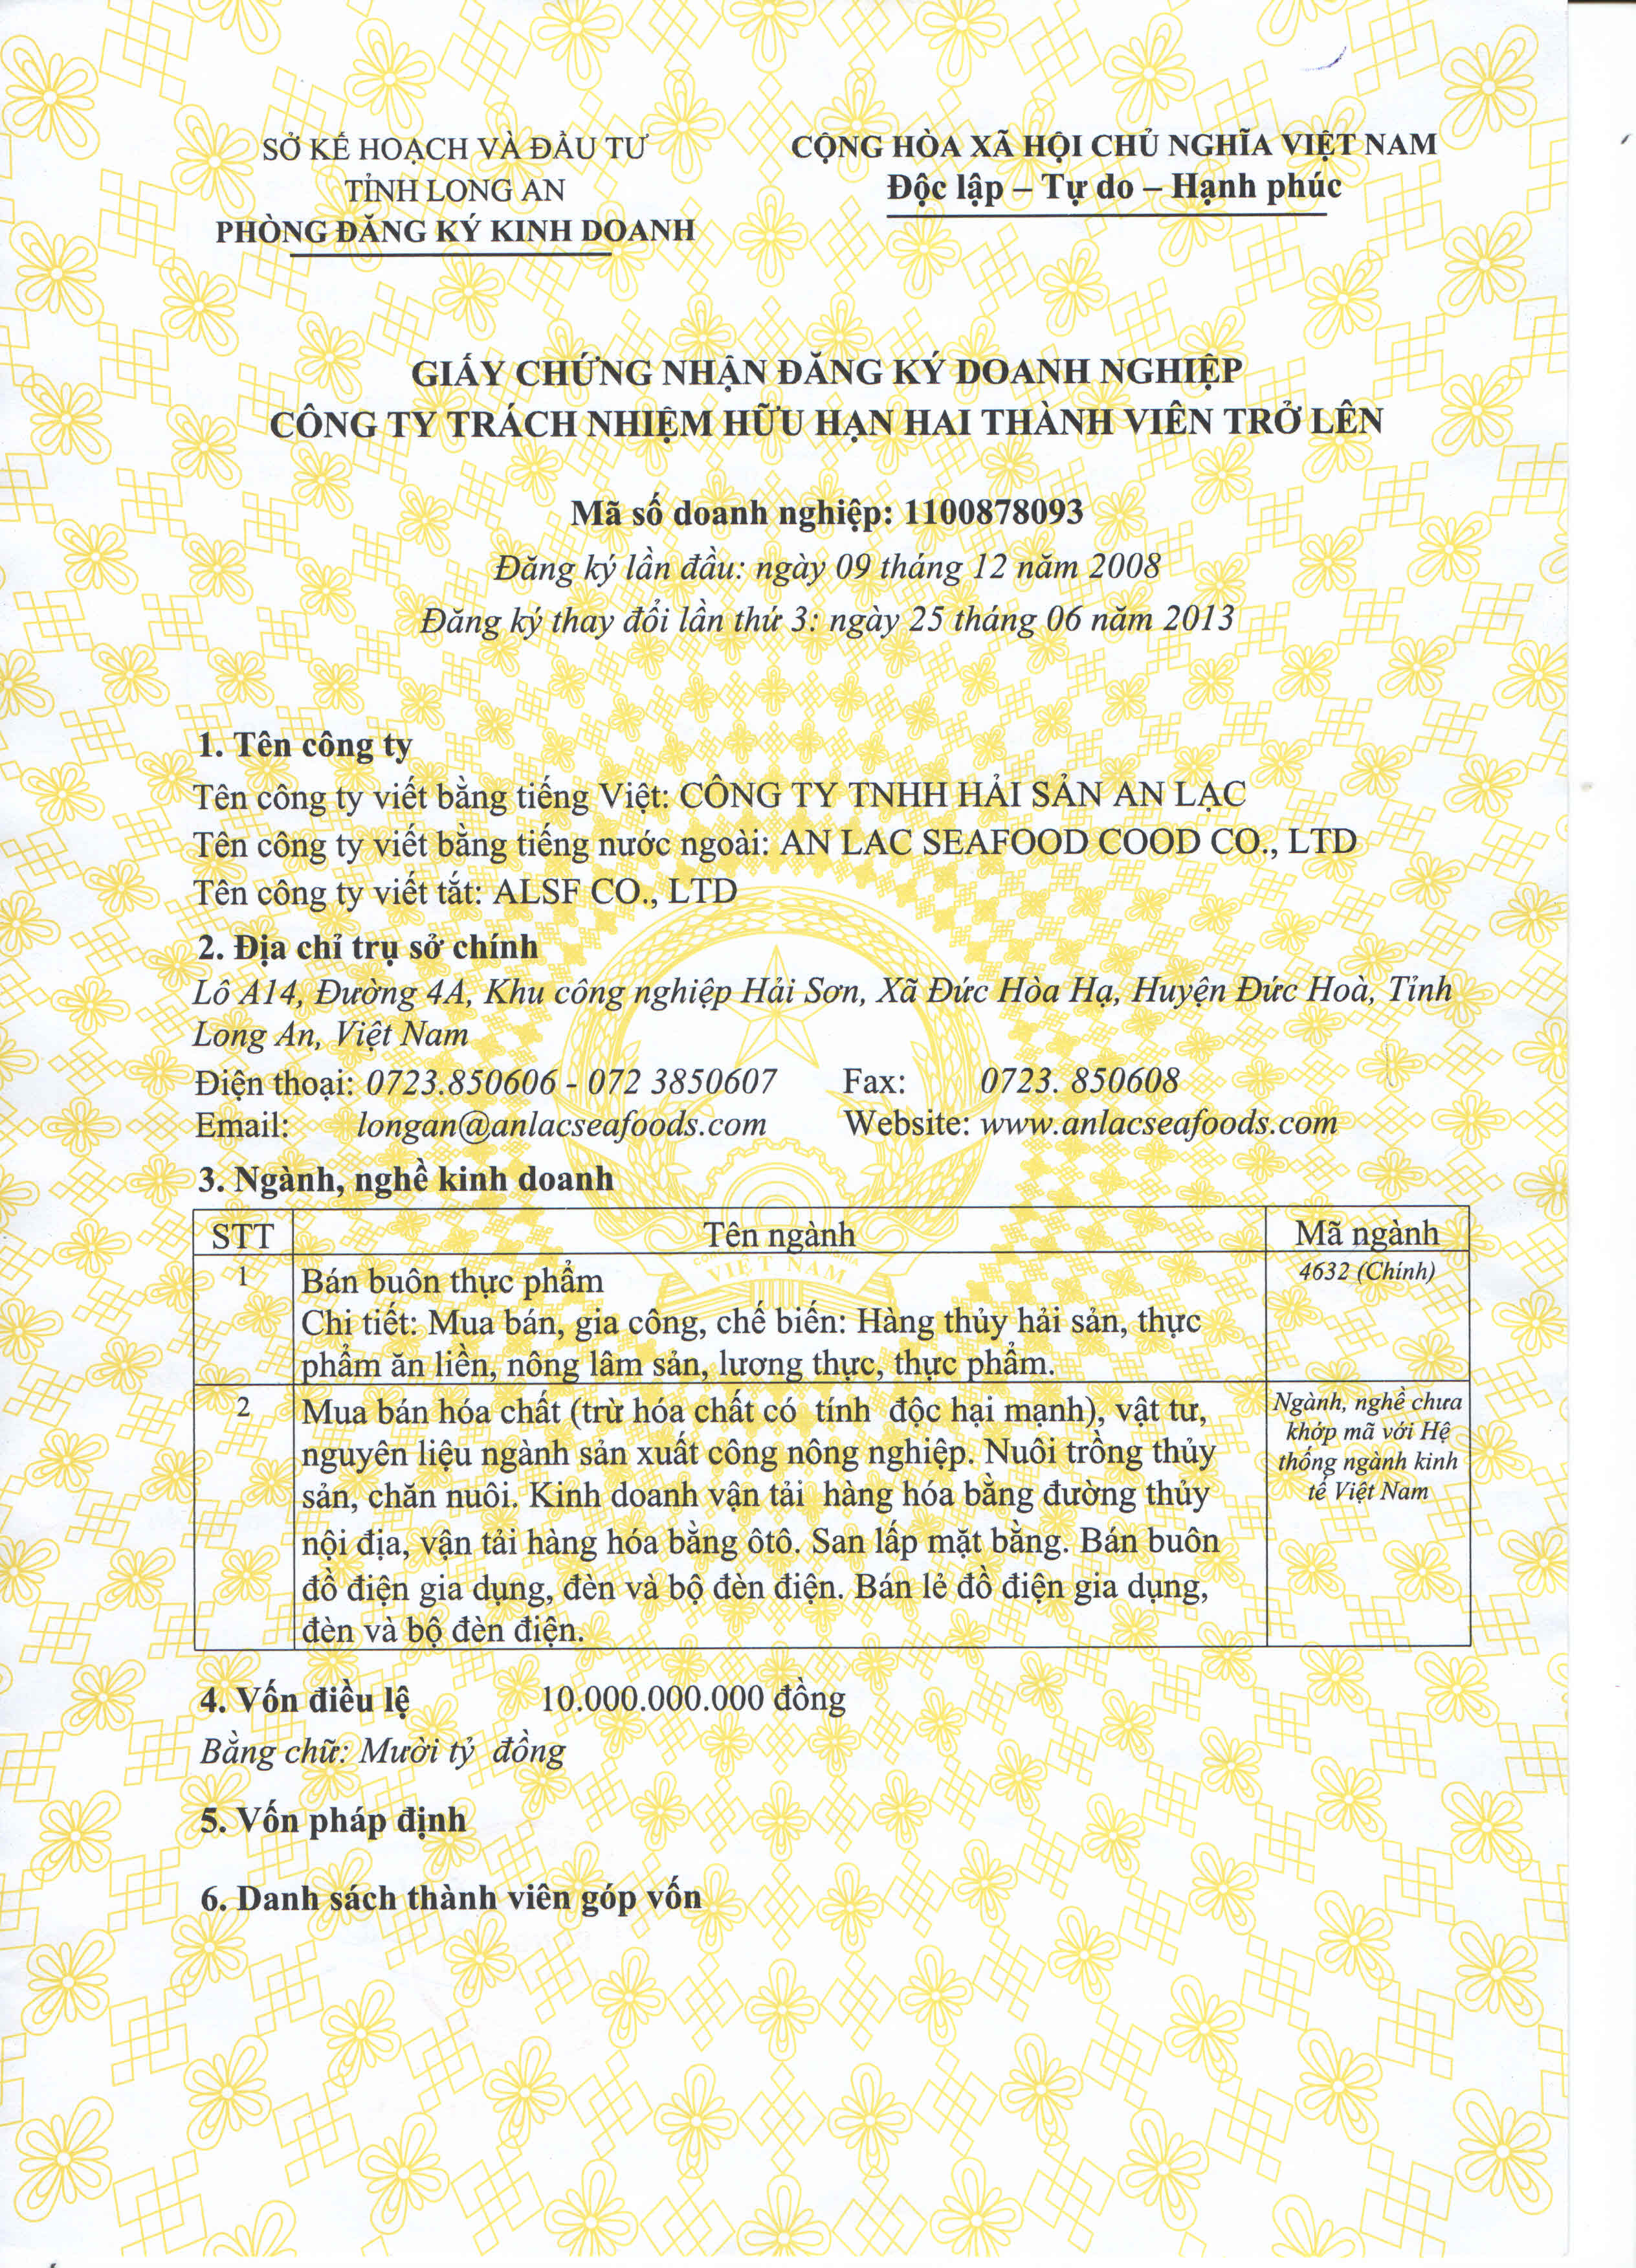 SỞ KẾ HOẠCH VÀ ĐẦU TƯ
TỈNH LONG AN
PHÒNG ĐĂNG KÝ KINH DOANH
CỘNG HÒA XÃ HỘI CHỦ NGHĨA VIỆT NAM
Độc lập – Tự do – Hạnh phúc
GIẤY CHỨNG NHẬN ĐĂNG KÝ DOANH NGHIỆP
CÔNG TY TRÁCH NHIỆM HỮU HẠN HAI THÀNH VIÊN TRỞ LÊN
Mã số doanh nghiệp: 1100878093
Đăng ký lần đầu: ngày 09 tháng 12 năm 2008
Đăng ký thay đổi lần thứ 3: ngày 25 tháng 06 năm 2013
1. Tên công ty
Tên công ty viết bằng tiếng Việt: CÔNG TY TNHH HẢI SẢN AN LẠC
Tên công ty viết bằng tiếng nước ngoài: AN LAC SEAFOOD COOD CO., LTD
Tên công ty viết tắt: ALSF CO., LTD
2. Địa chỉ trụ sở chính
Lô A14, Đường 4A, Khu công nghiệp Hải Sơn, Xã Đức Hòa Hạ, Huyện Đức Hoà, Tỉnh
Long An, Việt Nam
Điện thoại: 0723.850606 - 072 3850607 Fax: 0723. 850608
Email: longan@anlacseafoods.com Website: www.anlacseafoods.com
3. Ngành, nghề kinh doanh
STT Tên ngành Mã ngành
1 Bán buôn thực phẩm 4632 (Chính)
Chi tiết: Mua bán, gia công, chế biến: Hàng thủy hải sản, thực
phẩm ăn liền, nông lâm sản, lương thực, thực phẩm.
2 Mua bán hóa chất (trừ hóa chất có tính độc hại mạnh), vật tư,
nguyên liệu ngành sản xuất công nông nghiệp. Nuôi trồng thủy
sản, chăn nuôi. Kinh doanh vận tải hàng hóa bằng đường thủy
nội địa, vận tải hàng hóa bằng ôtô. San lấp mặt bằng. Bán buôn
đồ điện gia dụng, đèn và bộ đèn điện. Bán lẻ đồ điện gia dụng,
đèn và bộ đèn điện.
Ngành, nghề chưa
khớp mã với Hệ
thống ngành kinh
tế Việt Nam
4. Vốn điều lệ 10.000.000.000 đồng
Bằng chữ: Mười tỷ đồng
5. Vốn pháp định
6. Danh sách thành viên góp vốn
VIỆT NAM